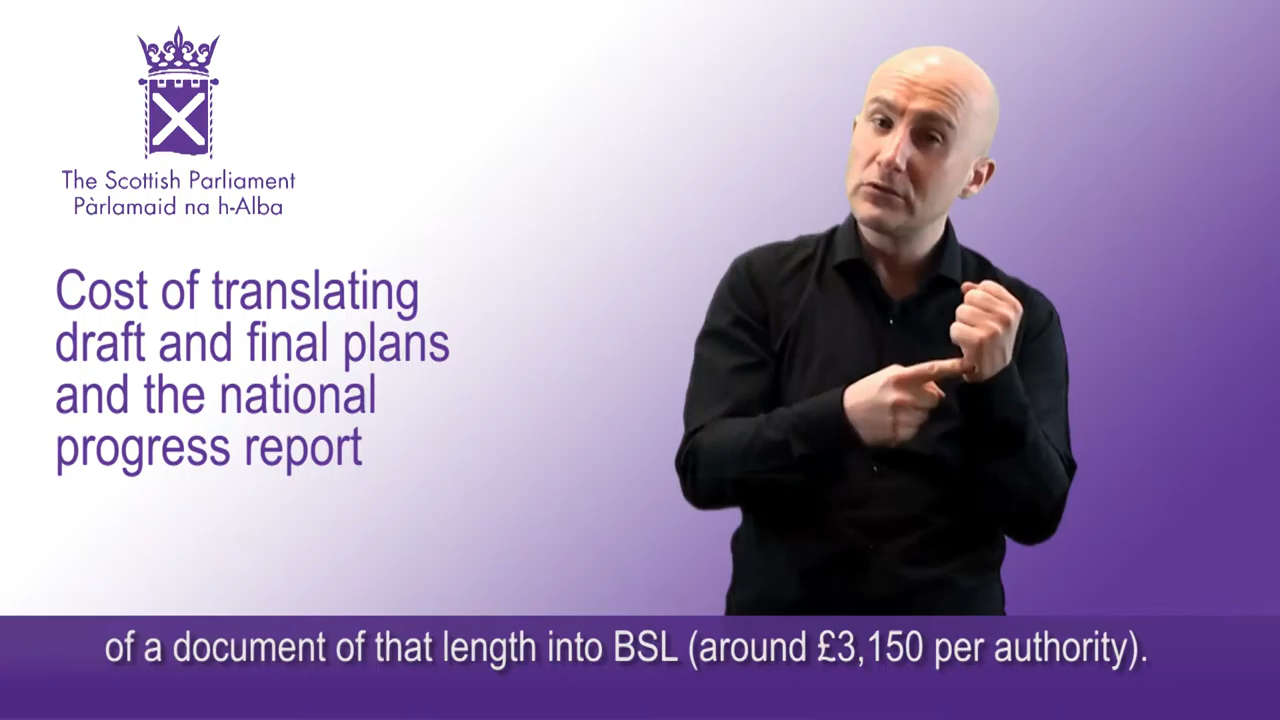 The Scottish Parliament
Pàrlamaid na h-Alba
Cost of translating
draft and final plans
and the national
progress report
of a document of that length into BSL (around £3,150 per authority).